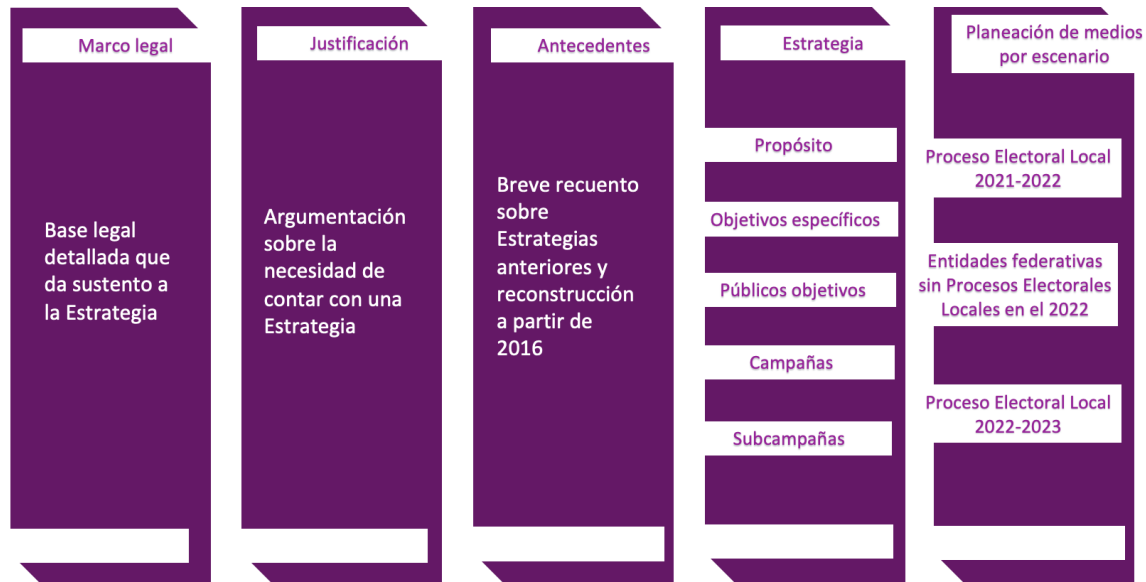 Marco legal
Base legal
detallada que
da sustento a
la Estrategia
Justificación
Argumentación
sobre la
necesidad de
contar con una
Estrategia
Antecedentes
Breve recuento
sobre
Estrategias
anteriores y
reconstrucción
a partir de
2016
Estrategia
Propósito
Objetivos específicos
Públicos objetivos
Campañas
Subcampañas
Planeación de medios
por escenario
Proceso Electoral Local
2021-2022
Entidades federativas
sin Procesos Electorales
Locales en el 2022
Proceso Electoral Local
2022-2023